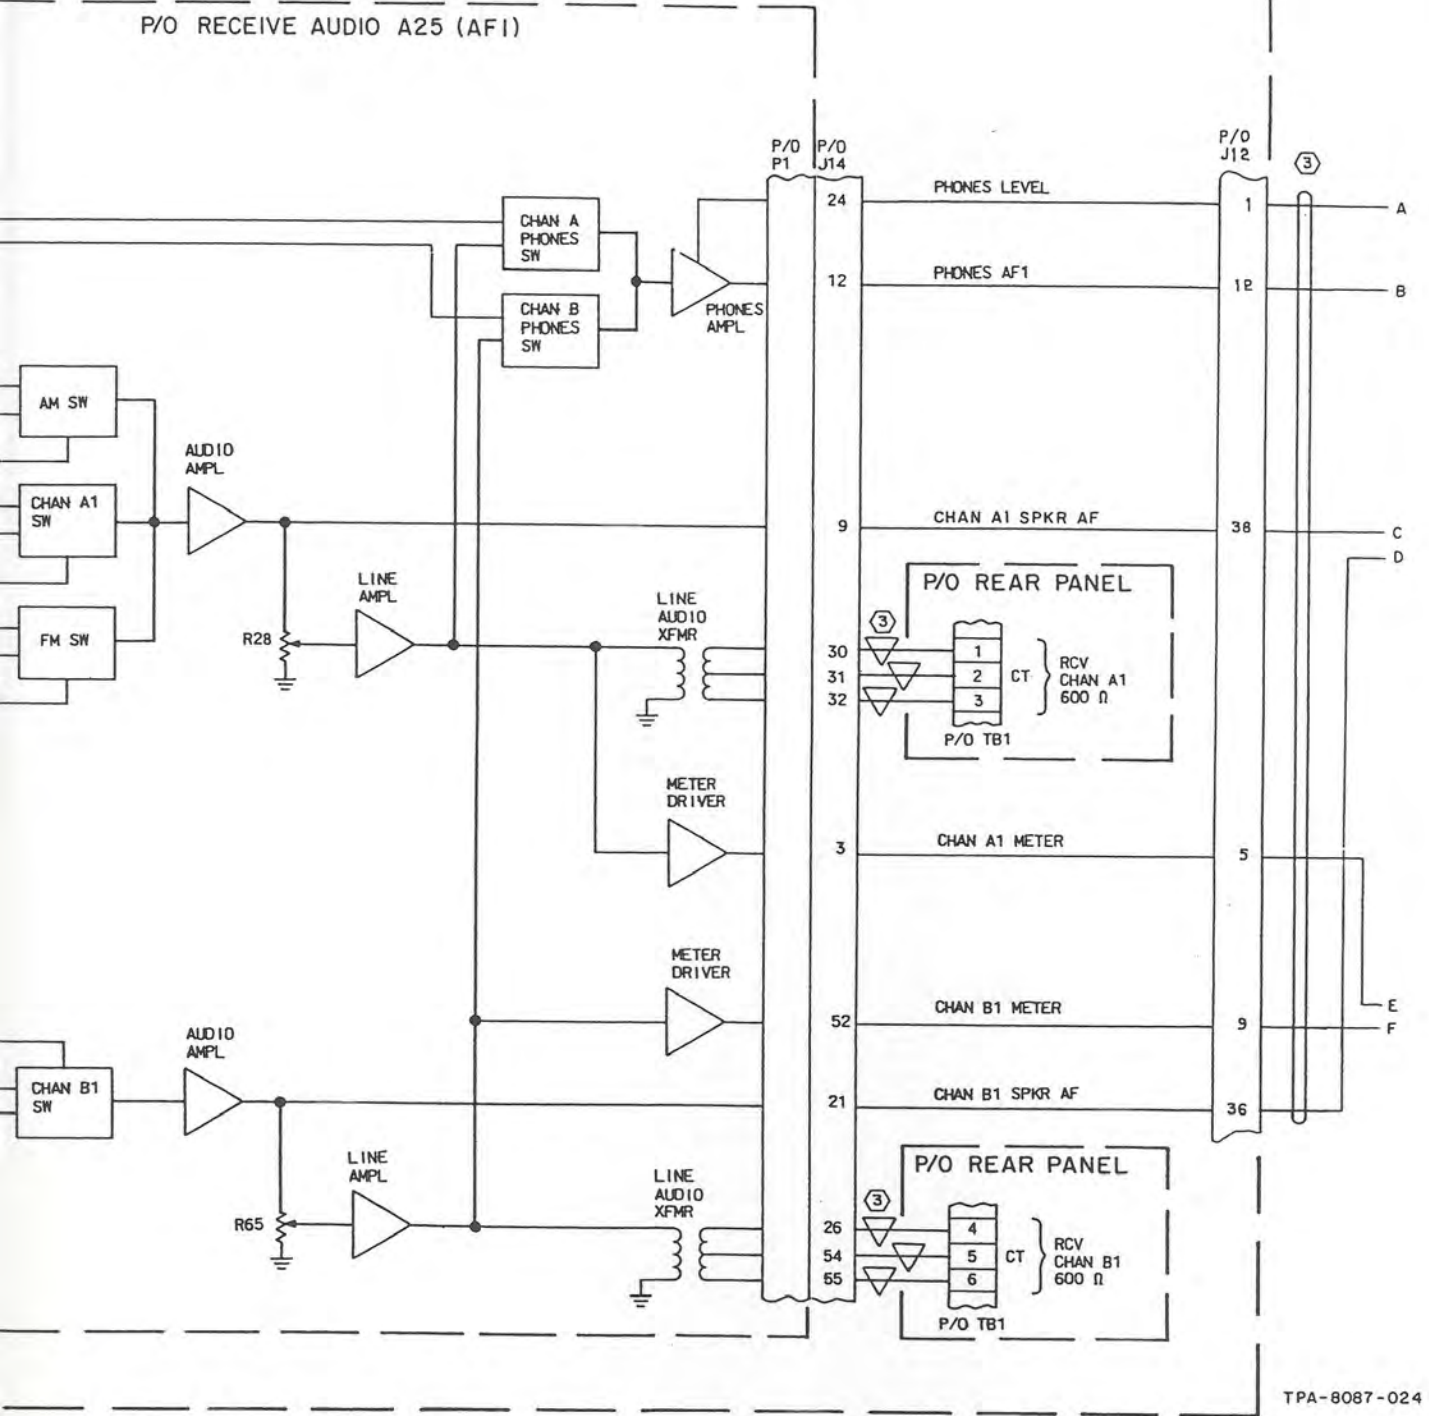 P/O RECEIVE AUDIO A25 (AF1)
P/O
P1
P/O
J14
P/O
J12
3
24
PHONES LEVEL
1
A
CHAN A
PHONES
SW
12
PHONES AF1
12
B
CHAN B
PHONES
SW
PHONES
AMPL
AM SW
AUDIO
AMPL
CHAN A1
SW
9
CHAN A1 SPKR AF
38
C
D
LINE
AMPL
P/O REAR PANEL
LINE
AUDIO
XFMR
FM SW
R28
3
30
1
31
2
CT
32
3
RCV
CHAN A1
600 Ω
P/O TB1
METER
DRIVER
3
CHAN A1 METER
5
METER
DRIVER
E
52
CHAN B1 METER
9
F
AUDIO
AMPL
CHAN B1
SW
21
CHAN B1 SPKR AF
36
LINE
AMPL
P/O REAR PANEL
LINE
AUDIO
XFMR
R65
3
26
4
54
5
CT
55
6
RCV
CHAN B1
600 Ω
P/O TB1
TPA-8087-024